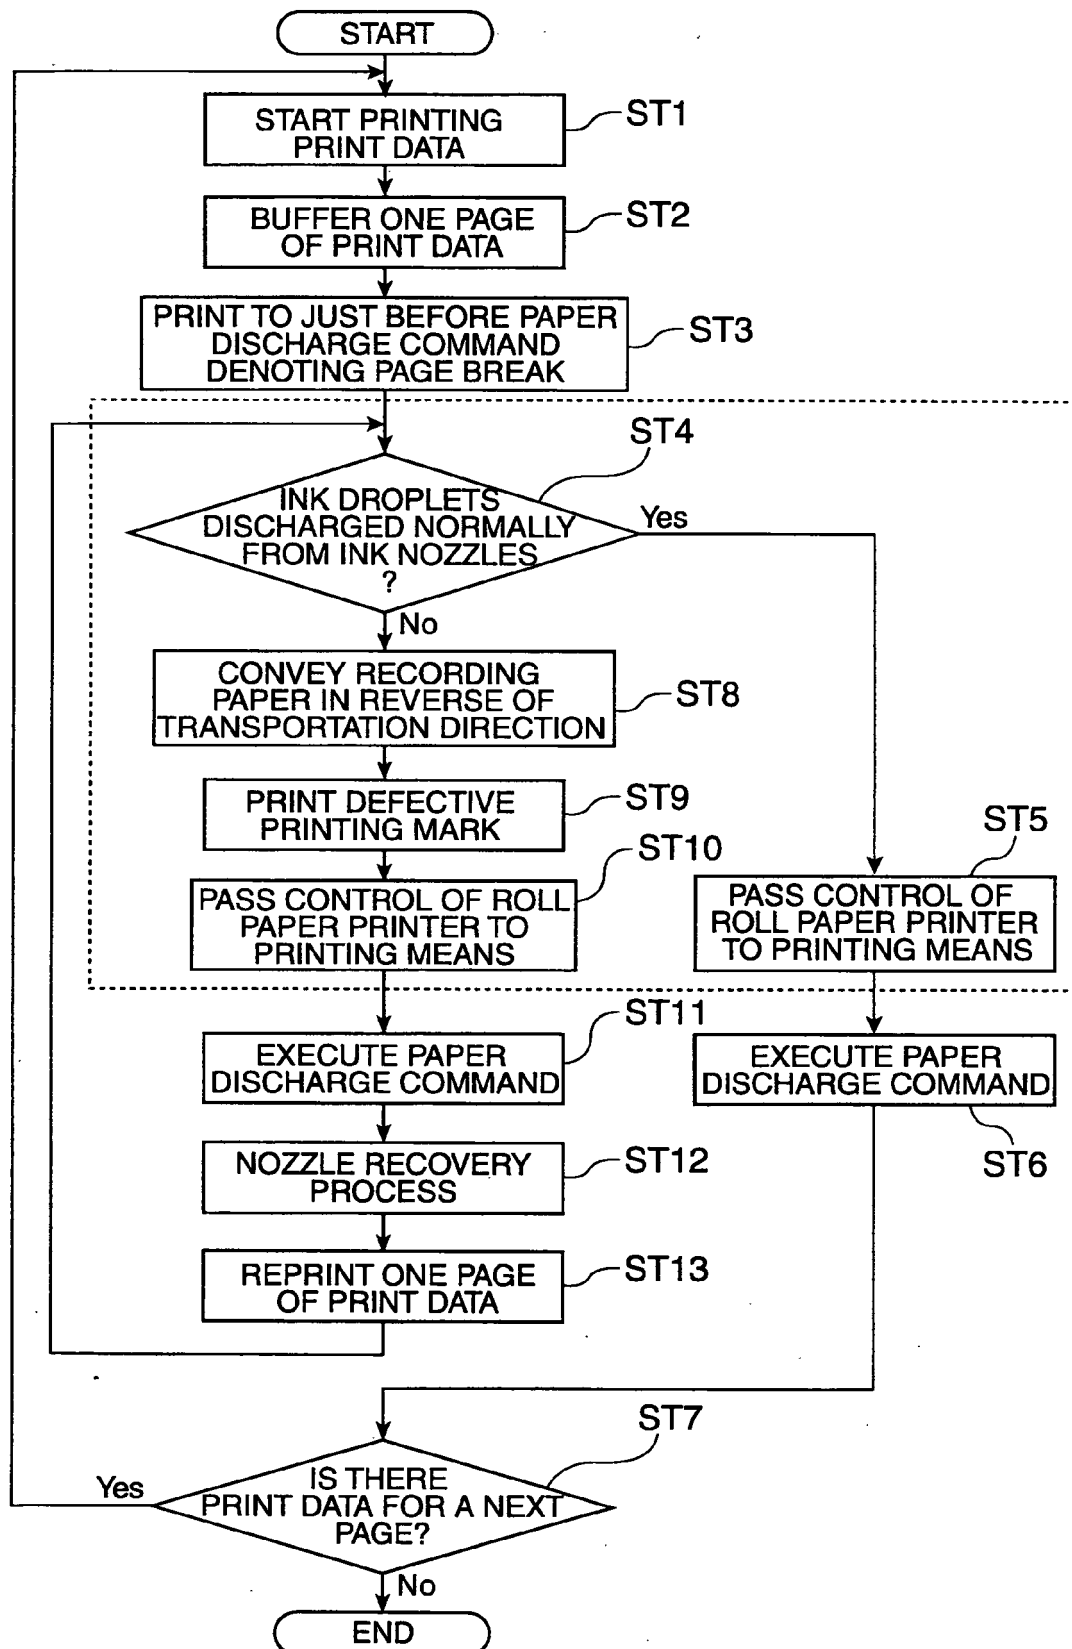 START
START PRINTING
PRINT DATA
ST1
BUFFER ONE PAGE
OF PRINT DATA
ST2
PRINT TO JUST BEFORE PAPER
DISCHARGE COMMAND
DENOTING PAGE BREAK
ST3
ST4
INK DROPLETS
DISCHARGED NORMALLY
FROM INK NOZZLES
?
Yes
No
CONVEY RECORDING
PAPER IN REVERSE OF
TRANSPORTATION DIRECTION
ST8
PRINT DEFECTIVE
PRINTING MARK
ST9
ST10
PASS CONTROL OF ROLL
PAPER PRINTER TO
PRINTING MEANS
ST5
PASS CONTROL OF
ROLL PAPER PRINTER
TO PRINTING MEANS
ST11
EXECUTE PAPER
DISCHARGE COMMAND
EXECUTE PAPER
DISCHARGE COMMAND
ST6
NOZZLE RECOVERY
PROCESS
ST12
REPRINT ONE PAGE
OF PRINT DATA
ST13
ST7
IS THERE
PRINT DATA FOR A NEXT
PAGE?
Yes
No
END